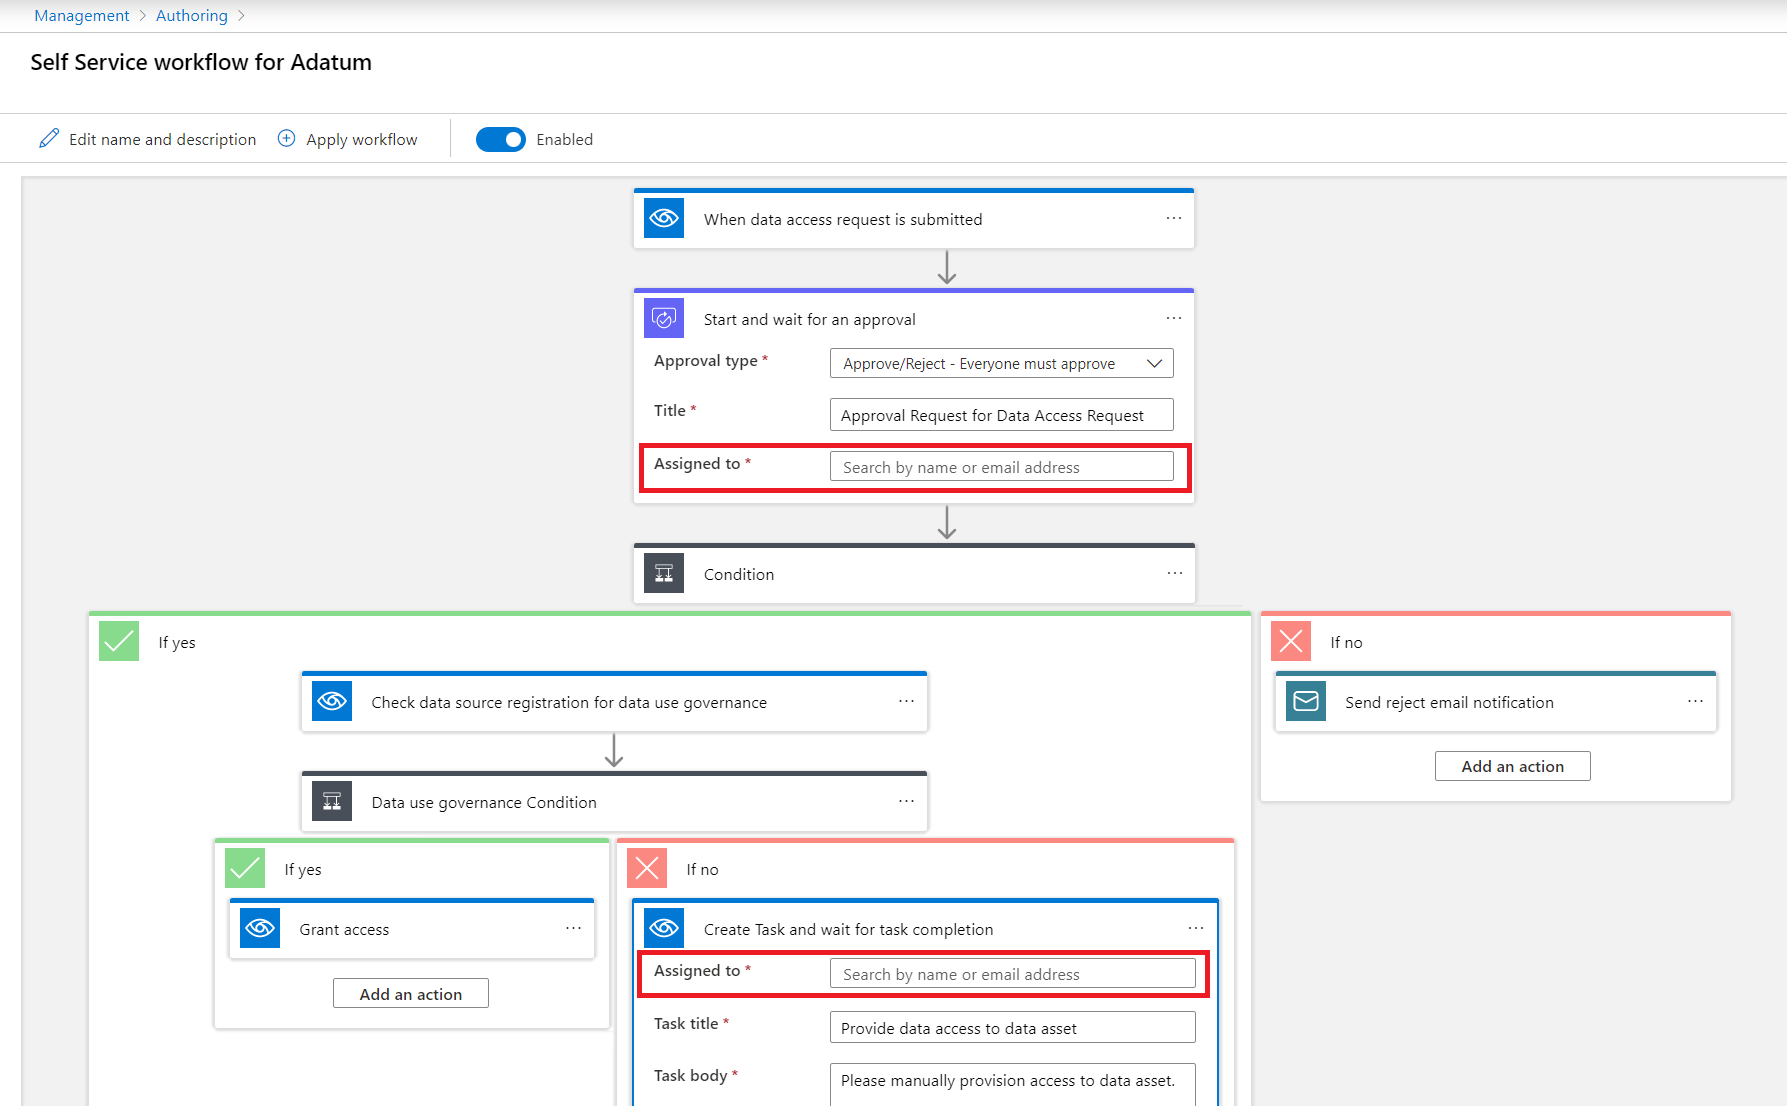 Management > Authoring >
Self Service workflow for Adatum
Edit name and description Apply workflow Enabled
When data access request is submitted ...
Start and wait for an approval ...
Approval type * Approve/Reject - Everyone must approve
Title * Approval Request for Data Access Request
Assigned to * Search by name or email address
Condition ...
If yes
Check data source registration for data use governance ...
Data use governance Condition ...
If yes
Grant access ...
Add an action
If no
Create Task and wait for task completion ...
Assigned to * Search by name or email address
Task title * Provide data access to data asset
Task body * Please manually provision access to data asset.
If no
Send reject email notification ...
Add an action